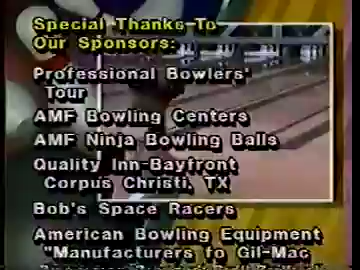 Special Thanks To
Our Sponsors:
Professional Bowlers'
Tour
AMF Bowling Centers
AMF Ninja Bowling Balls
Quality Inn-Bayfront
Corpus Christi, TX
Bob's Space Racers
American Bowling Equipment
"Manufacturers fo Gil-Mac